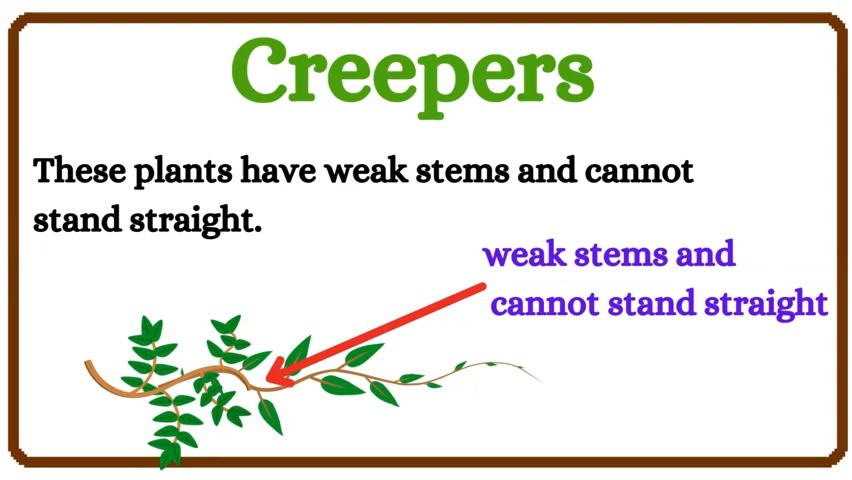 Creepers
These plants have weak stems and cannot
stand straight.
weak stems and
cannot stand straight